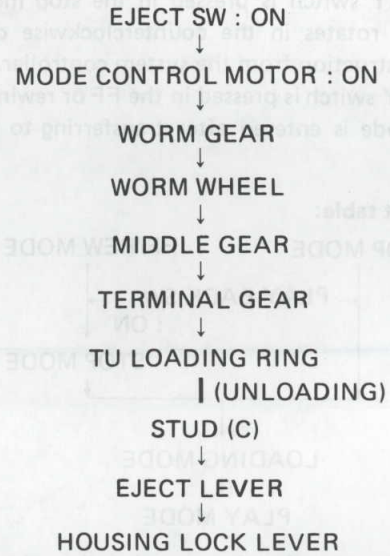 EJECT SW : ON
↓
MODE CONTROL MOTOR : ON
↓
WORM GEAR
↓
WORM WHEEL
↓
MIDDLE GEAR
↓
TERMINAL GEAR
↓
TU LOADING RING
(UNLOADING)
STUD (C)
↓
EJECT LEVER
↓
HOUSING LOCK LEVER